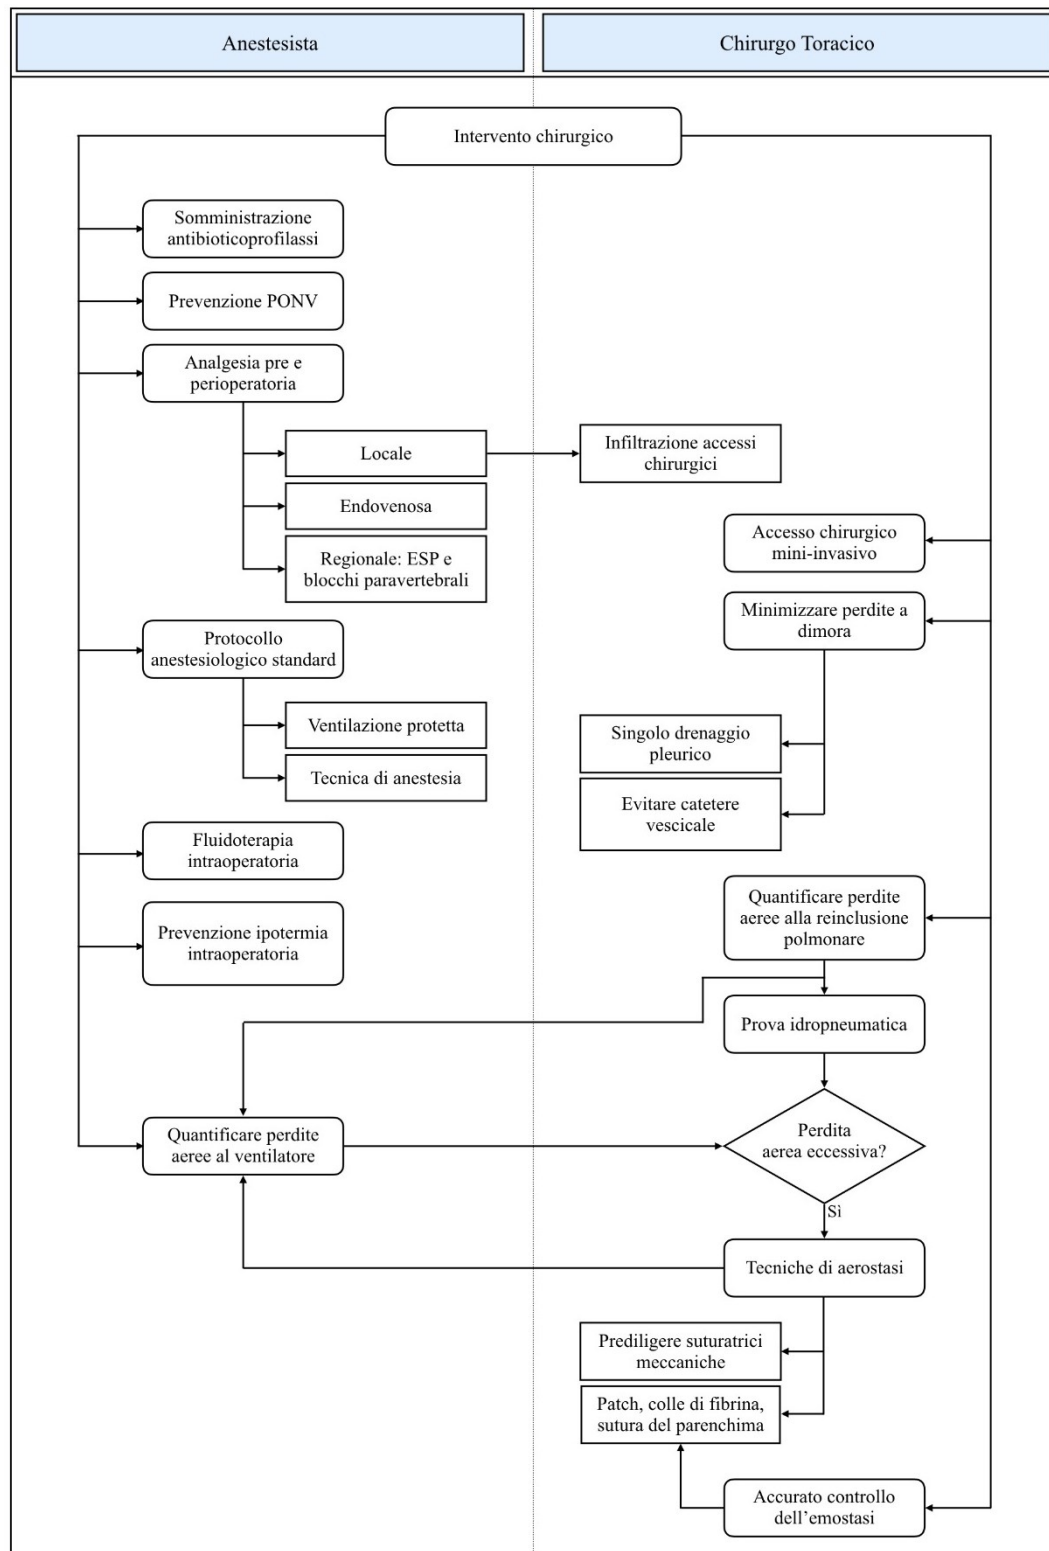 Anestesista
Chirurgo Toracico
Intervento chirurgico
Somministrazione
antibioticoprofilassi
Prevenzione PONV
Analgesia pre e
perioperatoria
Locale
Infiltrazione accessi
chirurgici
Endovenosa
Accesso chirurgico
mini-invasivo
Regionale: ESP e
blocchi paravertebrali
Minimizzare perdite a
dimora
Protocollo
anestesiologico standard
Ventilazione protetta
Singolo drenaggio
pleurico
Tecnica di anestesia
Evitare catetere
vescicale
Fluidoterapia
intraoperatoria
Quantificare perdite
aeree alla reinclusione
polmonare
Prevenzione ipotermia
intraoperatoria
Prova idropneumatica
Quantificare perdite
aeree al ventilatore
Perdita
aerea eccessiva?
Sì
Tecniche di aerostasi
Prediligere suturatrici
meccaniche
Patch, colle di fibrina,
sutura del parenchima
Accurato controllo
dell’emostasi